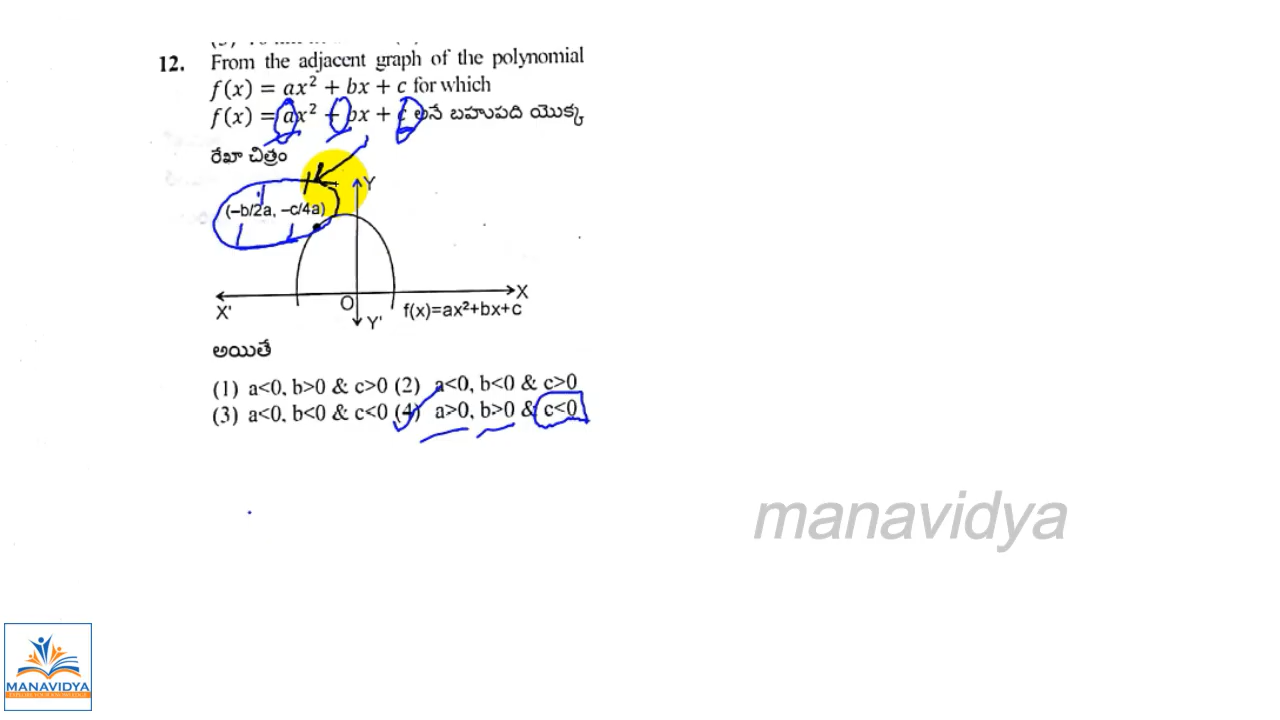 12. From the adjacent graph of the polynomial
f(x) = ax² + bx + c for which
f(x) = ax² + bx + c అనే బహుపది యొక్క
రేఖా చిత్రం
Y
(–b/2a, –c/4a)
X
X' O f(x)=ax²+bx+c
Y'
అయితే
(1) a<0, b>0 & c>0 (2) a<0, b<0 & c>0
(3) a<0, b<0 & c<0 (4) a>0, b>0 & c<0
manavidya
MANAVIDYA